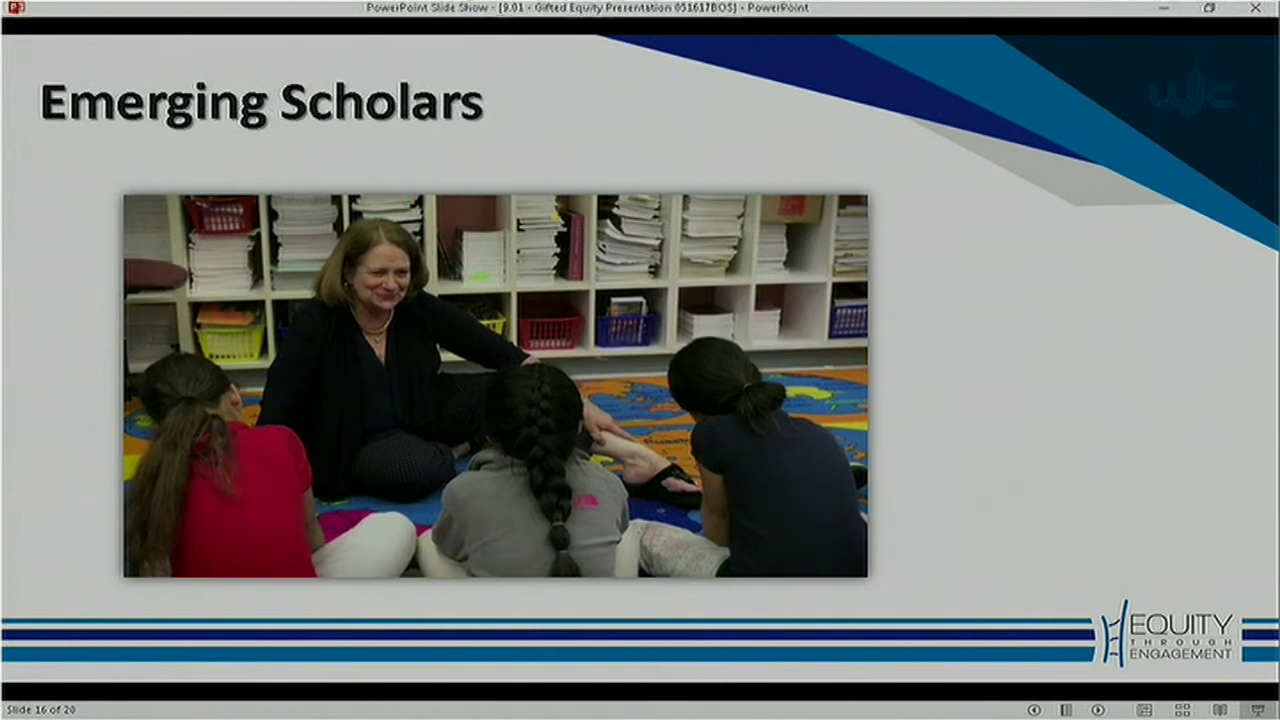 PowerPoint Slide Show - [9.01 - Gifted Equity Presentation 051617BOS] - PowerPoint
wjc
Emerging Scholars
EQUITY
THROUGH
ENGAGEMENT
Slide 16 of 20